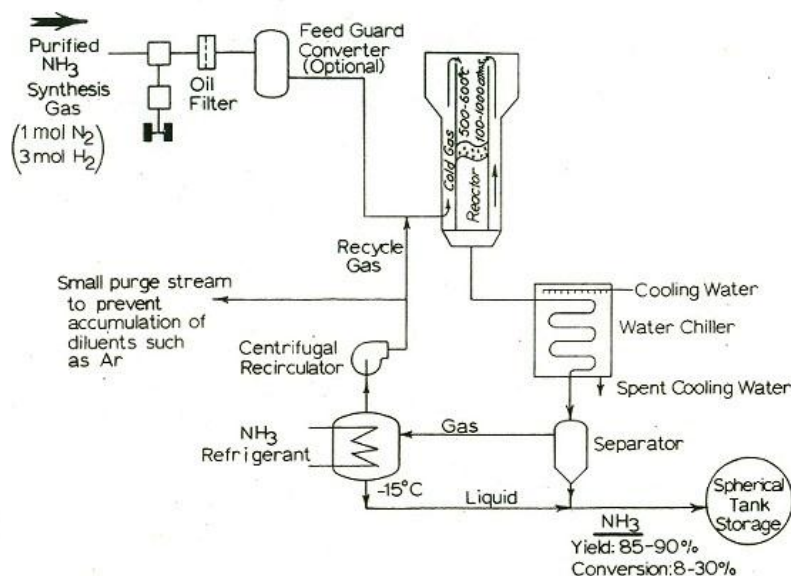 Purified
NH3
Synthesis
Gas
(1 mol N2
3 mol H2)
Oil
Filter
Feed Guard
Converter
(Optional)
Cold Gas
500-600°C
100-1000 atms
Reactor
Recycle
Gas
Small purge stream
to prevent
accumulation of
diluents such
as Ar
Centrifugal
Recirculator
Cooling Water
Water Chiller
Spent Cooling Water
NH3
Refrigerant
Gas
Separator
-15°C
Liquid
Spherical
Tank
Storage
NH3
Yield: 85-90%
Conversion: 8-30%